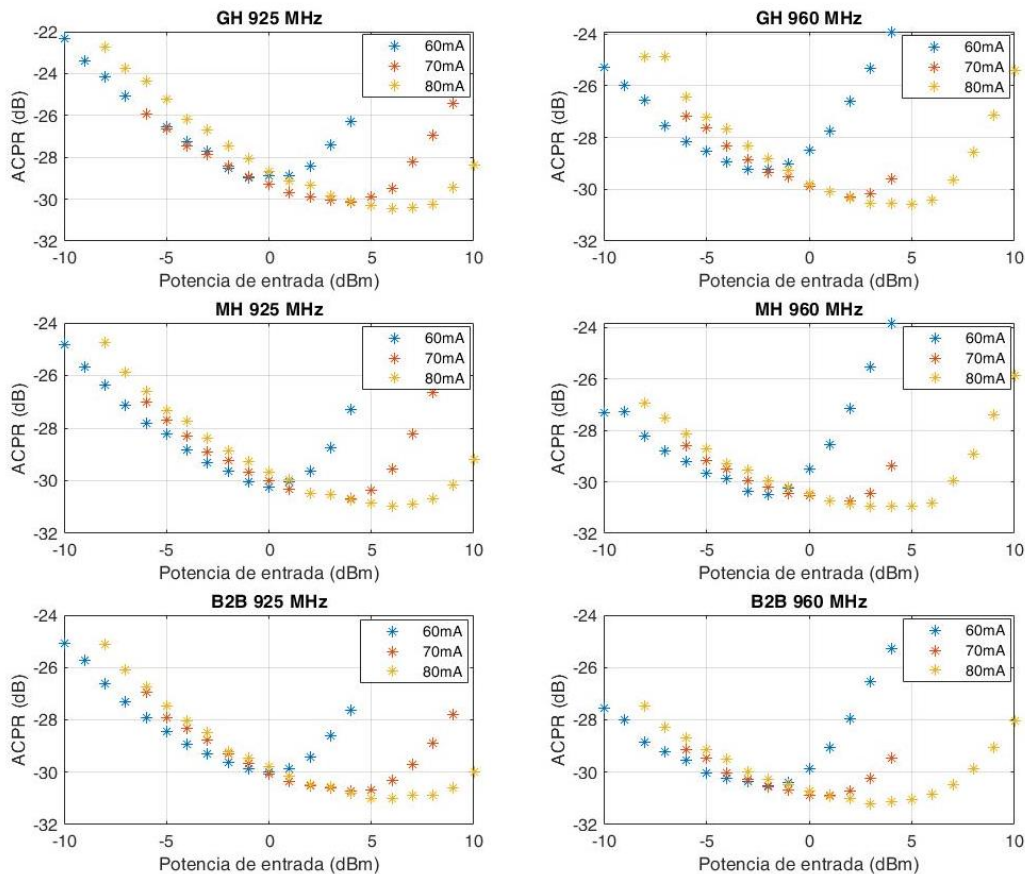 GH 925 MHz
-22
-24
-26
-28
-30
-32
ACPR (dB)
60mA
70mA
80mA
-10
-5
0
5
10
Potencia de entrada (dBm)
GH 960 MHz
-24
-26
-28
-30
-32
ACPR (dB)
60mA
70mA
80mA
-10
-5
0
5
10
Potencia de entrada (dBm)
MH 925 MHz
-24
-26
-28
-30
-32
ACPR (dB)
60mA
70mA
80mA
-10
-5
0
5
10
Potencia de entrada (dBm)
MH 960 MHz
-24
-26
-28
-30
-32
ACPR (dB)
60mA
70mA
80mA
-10
-5
0
5
10
Potencia de entrada (dBm)
B2B 925 MHz
-24
-26
-28
-30
-32
ACPR (dB)
60mA
70mA
80mA
-10
-5
0
5
10
Potencia de entrada (dBm)
B2B 960 MHz
-24
-26
-28
-30
-32
ACPR (dB)
60mA
70mA
80mA
-10
-5
0
5
10
Potencia de entrada (dBm)